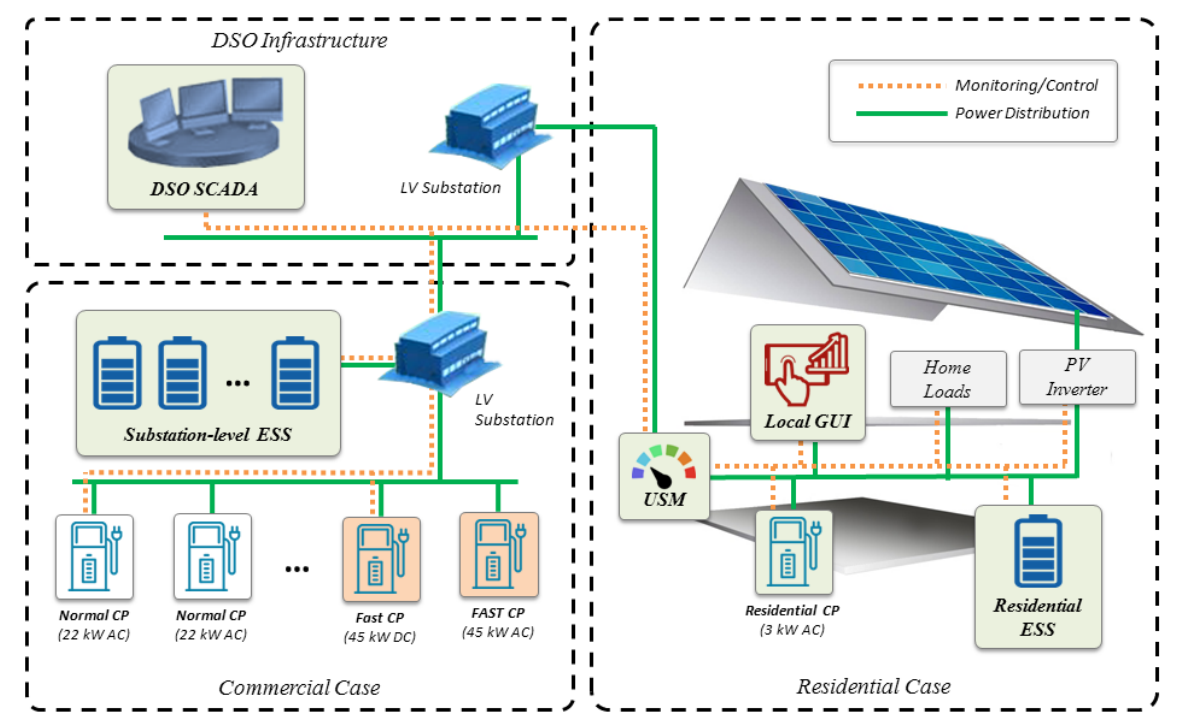 DSO Infrastructure
DSO SCADA
LV Substation
Monitoring/Control
Power Distribution
Substation-level ESS
LV
Substation
Normal CP
(22 kW AC)
Normal CP
(22 kW AC)
...
Fast CP
(45 kW DC)
FAST CP
(45 kW AC)
Commercial Case
Local GUI
Home
Loads
PV
Inverter
USM
Residential CP
(3 kW AC)
Residential
ESS
Residential Case